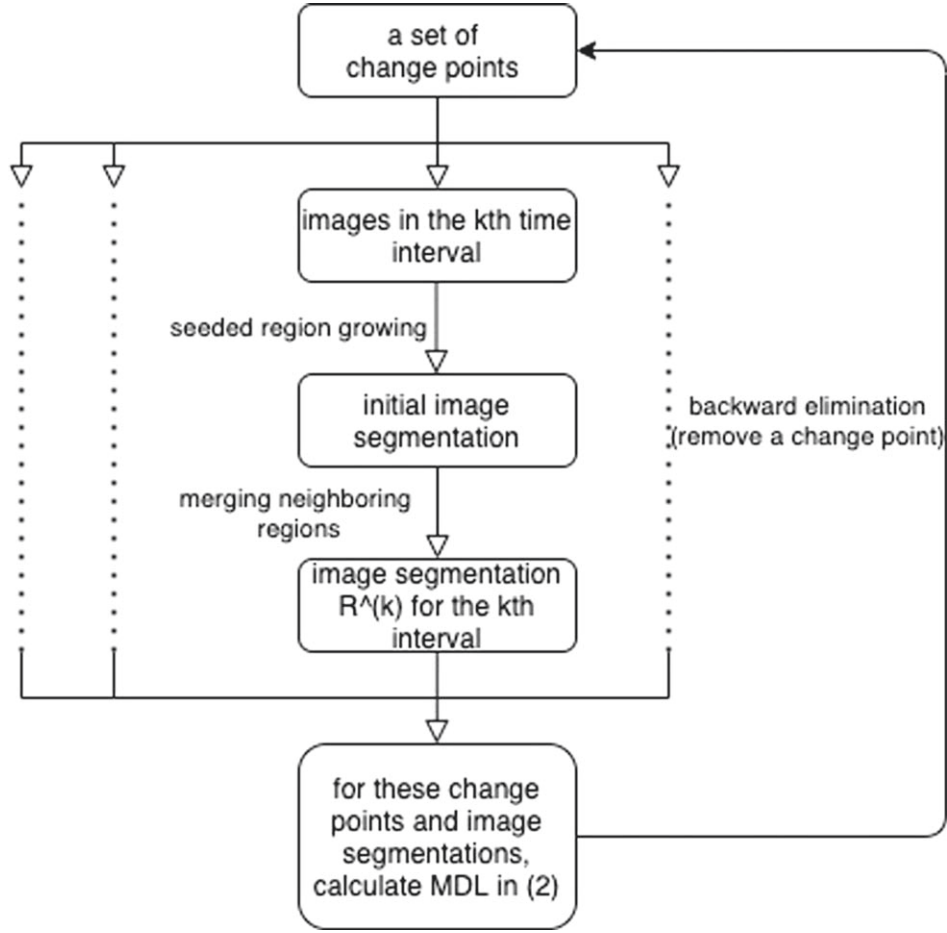 a set of
change points
images in the kth time
interval
seeded region growing
initial image
segmentation
backward elimination
(remove a change point)
merging neighboring
regions
image segmentation
R^(k) for the kth
interval
for these change
points and image
segmentations,
calculate MDL in (2)